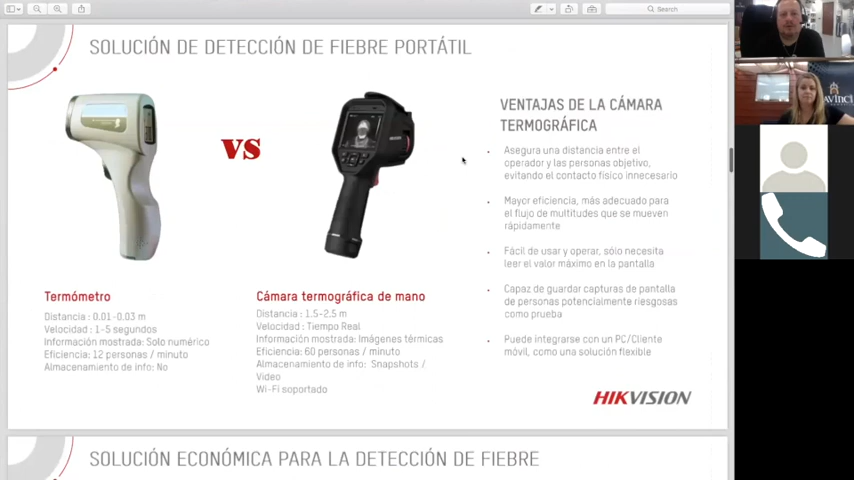 Search
SOLUCIÓN DE DETECCIÓN DE FIEBRE PORTÁTIL
VS
HIKVISION
Termómetro
Distancia : 0.01-0.03 m
Velocidad : 1-5 segundos
Información mostrada: Solo numérico
Eficiencia: 12 personas / minuto
Almacenamiento de info: No
Cámara termográfica de mano
Distancia : 1.5-2.5 m
Velocidad : Tiempo Real
Información mostrada: Imágenes térmicas
Eficiencia: 60 personas / minuto
Almacenamiento de info: Snapshots /
Video
Wi-Fi soportado
VENTAJAS DE LA CÁMARA
TERMOGRÁFICA
Asegura una distancia entre el
operador y las personas objetivo,
evitando el contacto físico innecesario
Mayor eficiencia, más adecuado para
el flujo de multitudes que se mueven
rápidamente
Fácil de usar y operar, sólo necesita
leer el valor máximo en la pantalla
Capaz de guardar capturas de pantalla
de personas potencialmente riesgosas
como prueba
Puede integrarse con un PC/Cliente
móvil, como una solución flexible
HIKVISION
SOLUCIÓN ECONÓMICA PARA LA DETECCIÓN DE FIEBRE